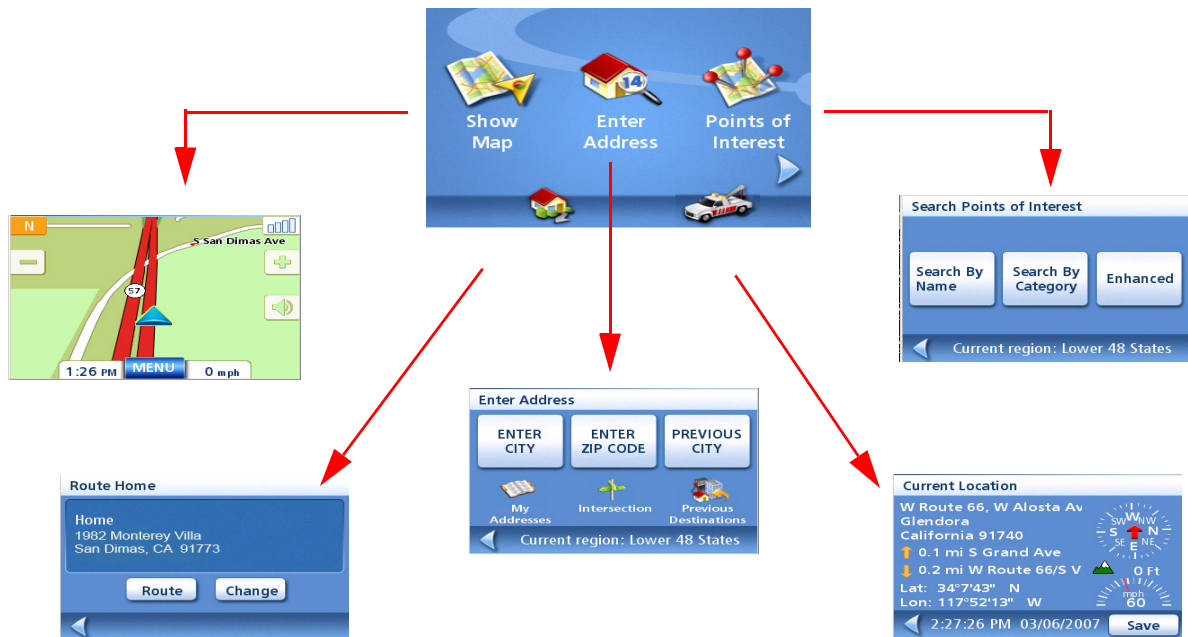 Show
Map
Enter
Address
14
Points of
Interest
N
S San Dimas Ave
57
1:26 PM
MENU
0 mph
Search Points of Interest
Search By
Name
Search By
Category
Enhanced
Current region: Lower 48 States
Enter Address
ENTER
CITY
ENTER
ZIP CODE
PREVIOUS
CITY
My
Addresses
Intersection
Previous
Destinations
Current region: Lower 48 States
Route Home
Home
1982 Monterey Villa
San Dimas, CA 91773
Route
Change
Current Location
W Route 66, W Alosta Av
Glendora
California 91740
0.1 mi S Grand Ave
0.2 mi W Route 66/S V
Lat: 34°7'43" N
Lon: 117°52'13" W
SW W NW
S N
SE E NE
0 Ft
mph
60
2:27:26 PM 03/06/2007
Save